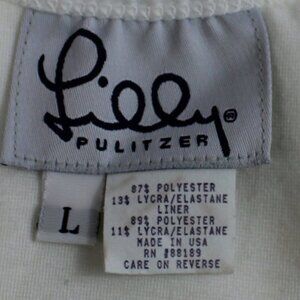 Lilly®
PULITZER
L
87% POLYESTER
13% LYCRA/ELASTANE
LINER
89% POLYESTER
11% LYCRA/ELASTANE
MADE IN USA
RN #88189
CARE ON REVERSE